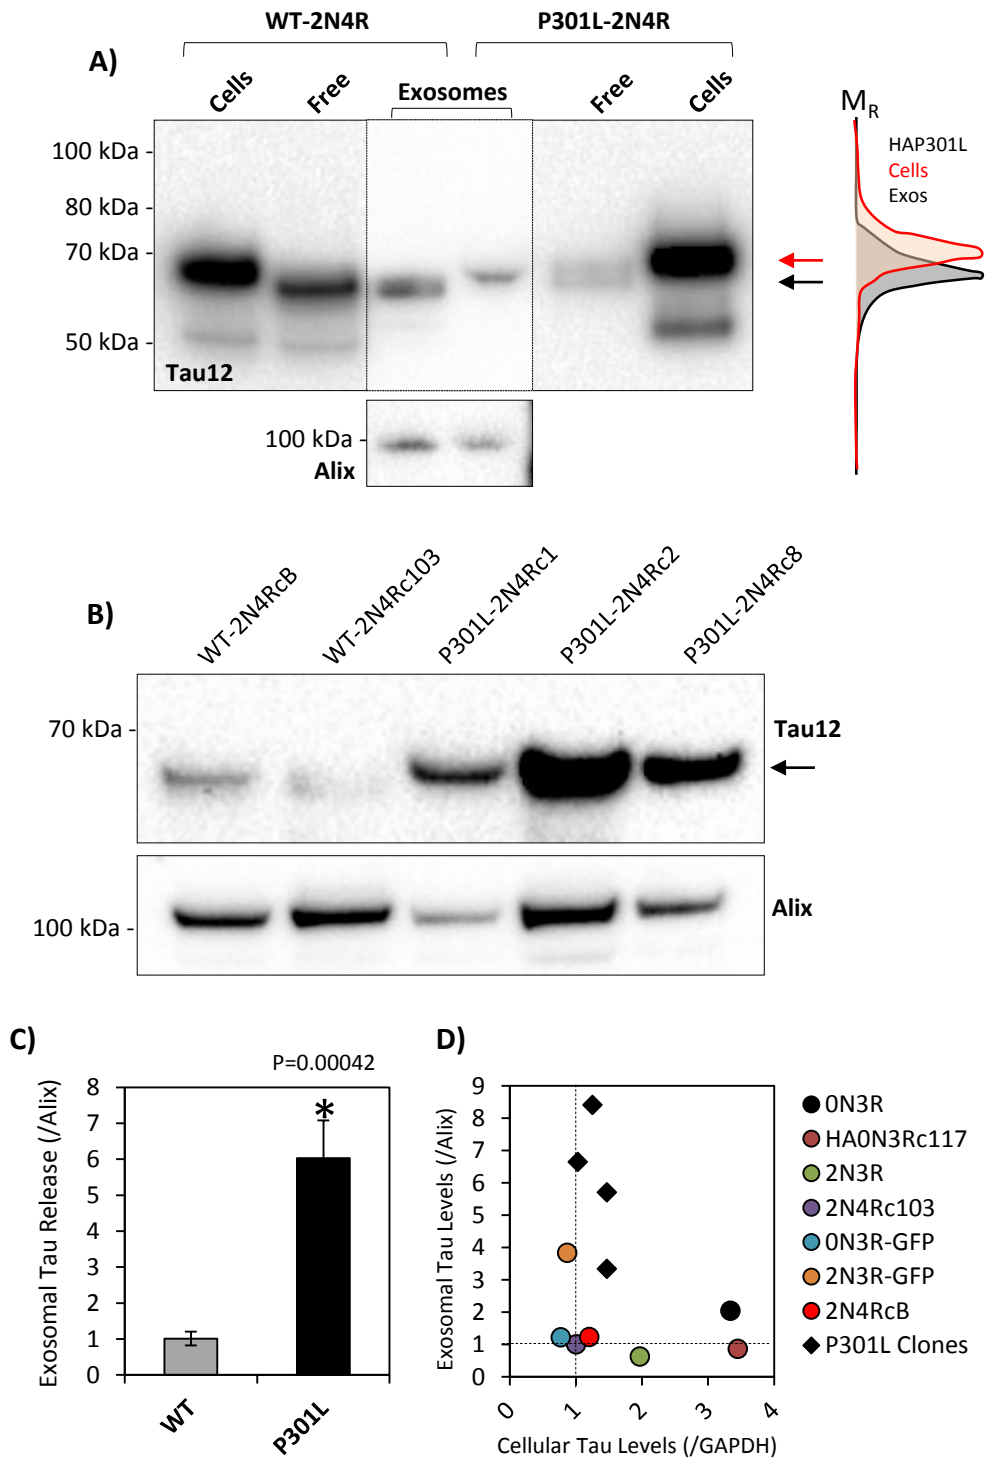 WT-2N4R P301L-2N4R
A)
Cells Free Exosomes Free Cells
100 kDa -
80 kDa -
70 kDa -
50 kDa -
Tau12
100 kDa -
Alix
MR
HAP301L
Cells
Exos
B)
WT-2N4RcB WT-2N4Rc103 P301L-2N4Rc1 P301L-2N4Rc2 P301L-2N4Rc8
70 kDa -
Tau12
100 kDa -
Alix
C)
P=0.00042
Exosomal Tau Release (/Alix)
8
7
6
5
4
3
2
1
0
*
WT P301L
D)
Exosomal Tau Levels (/Alix)
9
8
7
6
5
4
3
2
1
0
0 1 2 3 4
Cellular Tau Levels (/GAPDH)
0N3R
HA0N3Rc117
2N3R
2N4Rc103
0N3R-GFP
2N3R-GFP
2N4RcB
P301L Clones